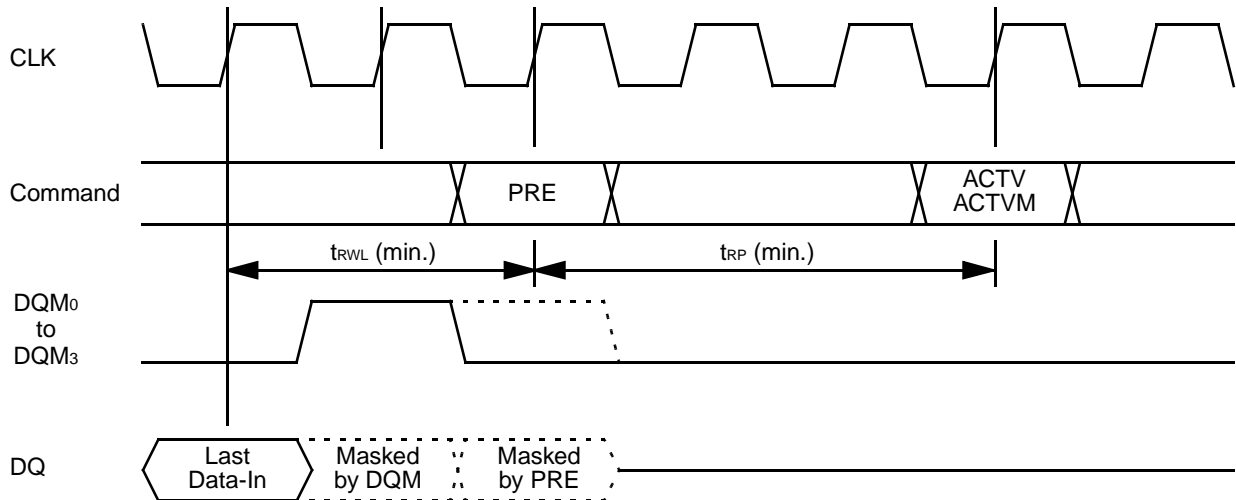 CLK
Command
PRE
ACTV
ACTVM
tRWL (min.)
tRP (min.)
DQM0
to
DQM3
DQ
Last
Data-In
Masked
by DQM
Masked
by PRE